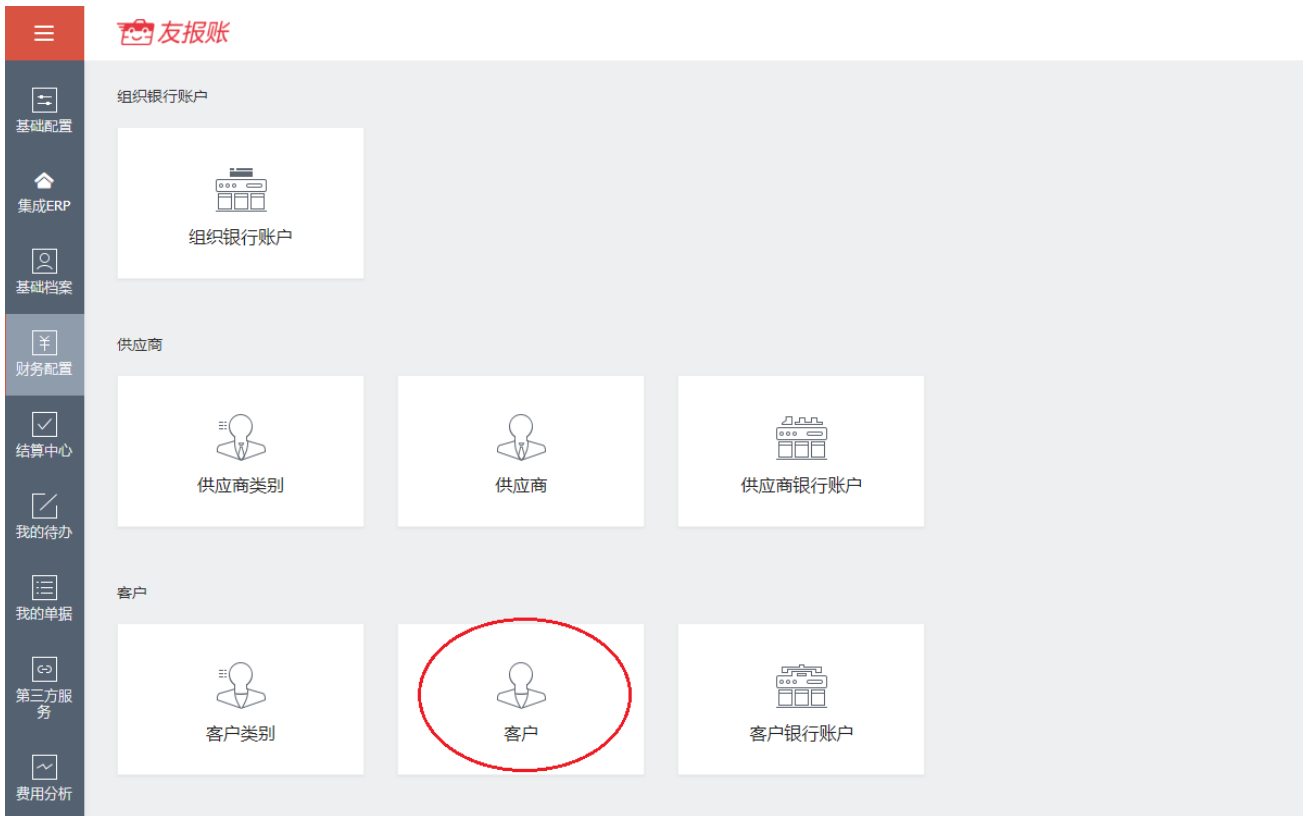 友报账
基础配置
集成ERP
基础档案
财务配置
结算中心
我的待办
我的单据
第三方服
务
费用分析
组织银行账户
组织银行账户
供应商
供应商类别
供应商
供应商银行账户
客户
客户类别
客户
客户银行账户